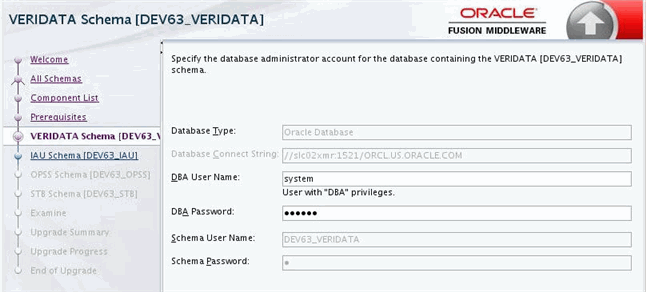 VERIDATA Schema [DEV63_VERIDATA]
ORACLE
FUSION MIDDLEWARE
Welcome
All Schemas
Component List
Prerequisites
VERIDATA Schema [DEV63_V
IAU Schema [DEV63_IAU]
OPSS Schema [DEV63_OPSS]
STB Schema [DEV63_STB]
Examine
Upgrade Summary
Upgrade Progress
End of Upgrade
Specify the database administrator account for the database containing the VERIDATA [DEV63_VERIDATA]
schema.
Database Type: Oracle Database
Database Connect String: //slc02xmr:1521/ORCL.US.ORACLE.COM
DBA User Name: system
User with "DBA" privileges.
DBA Password: ●●●●●●
Schema User Name: DEV63_VERIDATA
Schema Password: *